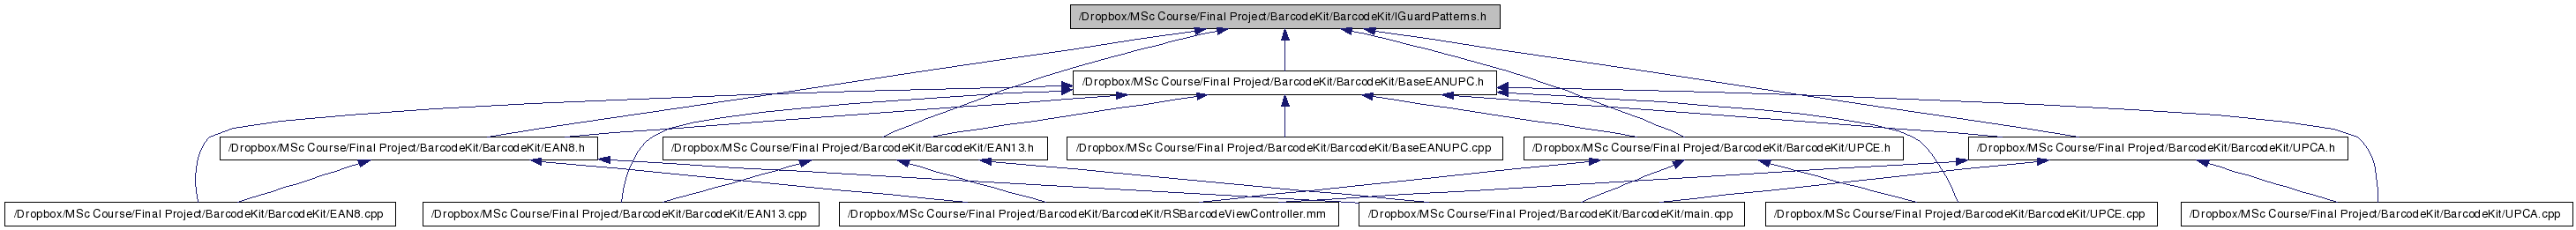 /Dropbox/MSc Course/Final Project/BarcodeKit/BarcodeKit/IGuardPatterns.h
/Dropbox/MSc Course/Final Project/BarcodeKit/BarcodeKit/BaseEANUPC.h
/Dropbox/MSc Course/Final Project/BarcodeKit/BarcodeKit/EAN8.h
/Dropbox/MSc Course/Final Project/BarcodeKit/BarcodeKit/EAN13.h
/Dropbox/MSc Course/Final Project/BarcodeKit/BarcodeKit/BaseEANUPC.cpp
/Dropbox/MSc Course/Final Project/BarcodeKit/BarcodeKit/UPCE.h
/Dropbox/MSc Course/Final Project/BarcodeKit/BarcodeKit/UPCA.h
/Dropbox/MSc Course/Final Project/BarcodeKit/BarcodeKit/EAN8.cpp
/Dropbox/MSc Course/Final Project/BarcodeKit/BarcodeKit/EAN13.cpp
/Dropbox/MSc Course/Final Project/BarcodeKit/BarcodeKit/RSBarcodeViewController.mm
/Dropbox/MSc Course/Final Project/BarcodeKit/BarcodeKit/main.cpp
/Dropbox/MSc Course/Final Project/BarcodeKit/BarcodeKit/UPCE.cpp
/Dropbox/MSc Course/Final Project/BarcodeKit/BarcodeKit/UPCA.cpp